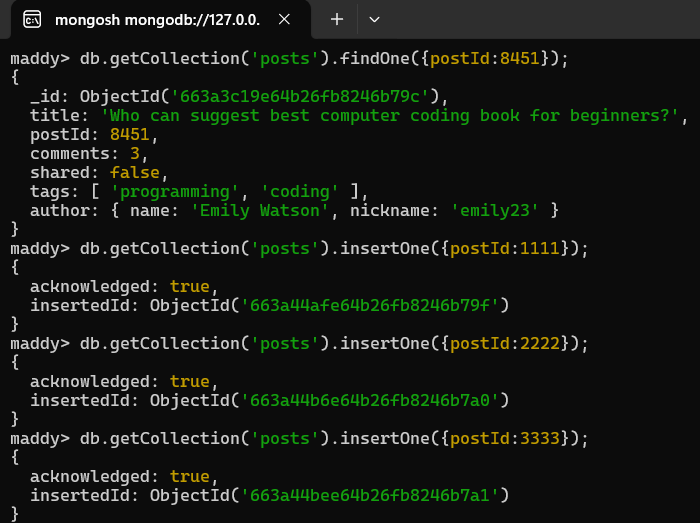 mongosh mongodb://127.0.0.
maddy> db.getCollection('posts').findOne({postId:8451});
{
  _id: ObjectId('663a3c19e64b26fb8246b79c'),
  title: 'Who can suggest best computer coding book for beginners?',
  postId: 8451,
  comments: 3,
  shared: false,
  tags: [ 'programming', 'coding' ],
  author: { name: 'Emily Watson', nickname: 'emily23' }
}
maddy> db.getCollection('posts').insertOne({postId:1111});
{
  acknowledged: true,
  insertedId: ObjectId('663a44afe64b26fb8246b79f')
}
maddy> db.getCollection('posts').insertOne({postId:2222});
{
  acknowledged: true,
  insertedId: ObjectId('663a44b6e64b26fb8246b7a0')
}
maddy> db.getCollection('posts').insertOne({postId:3333});
{
  acknowledged: true,
  insertedId: ObjectId('663a44bee64b26fb8246b7a1')
}